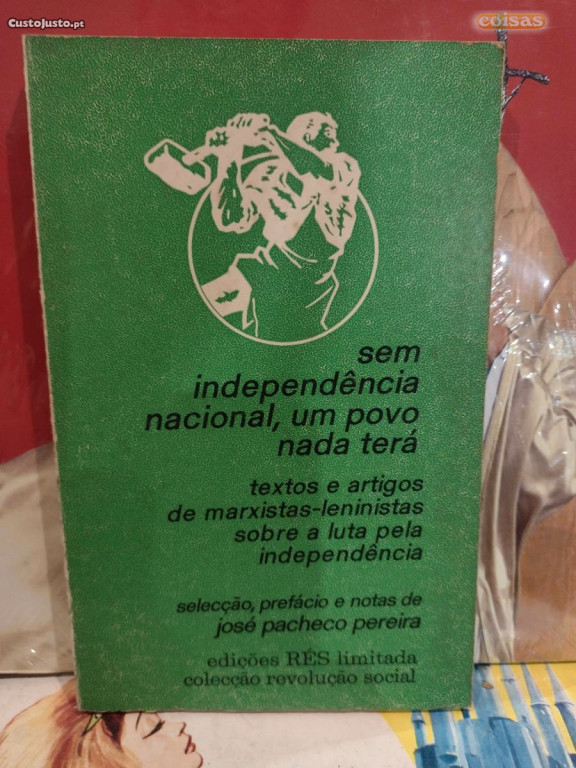 CustoJusto.pt
coisas
sem
independência
nacional, um povo
nada terá
textos e artigos
de marxistas-leninistas
sobre a luta pela
independência
selecção, prefácio e notas de
josé pacheco pereira
edições RÊS limitada
colecção revolução social